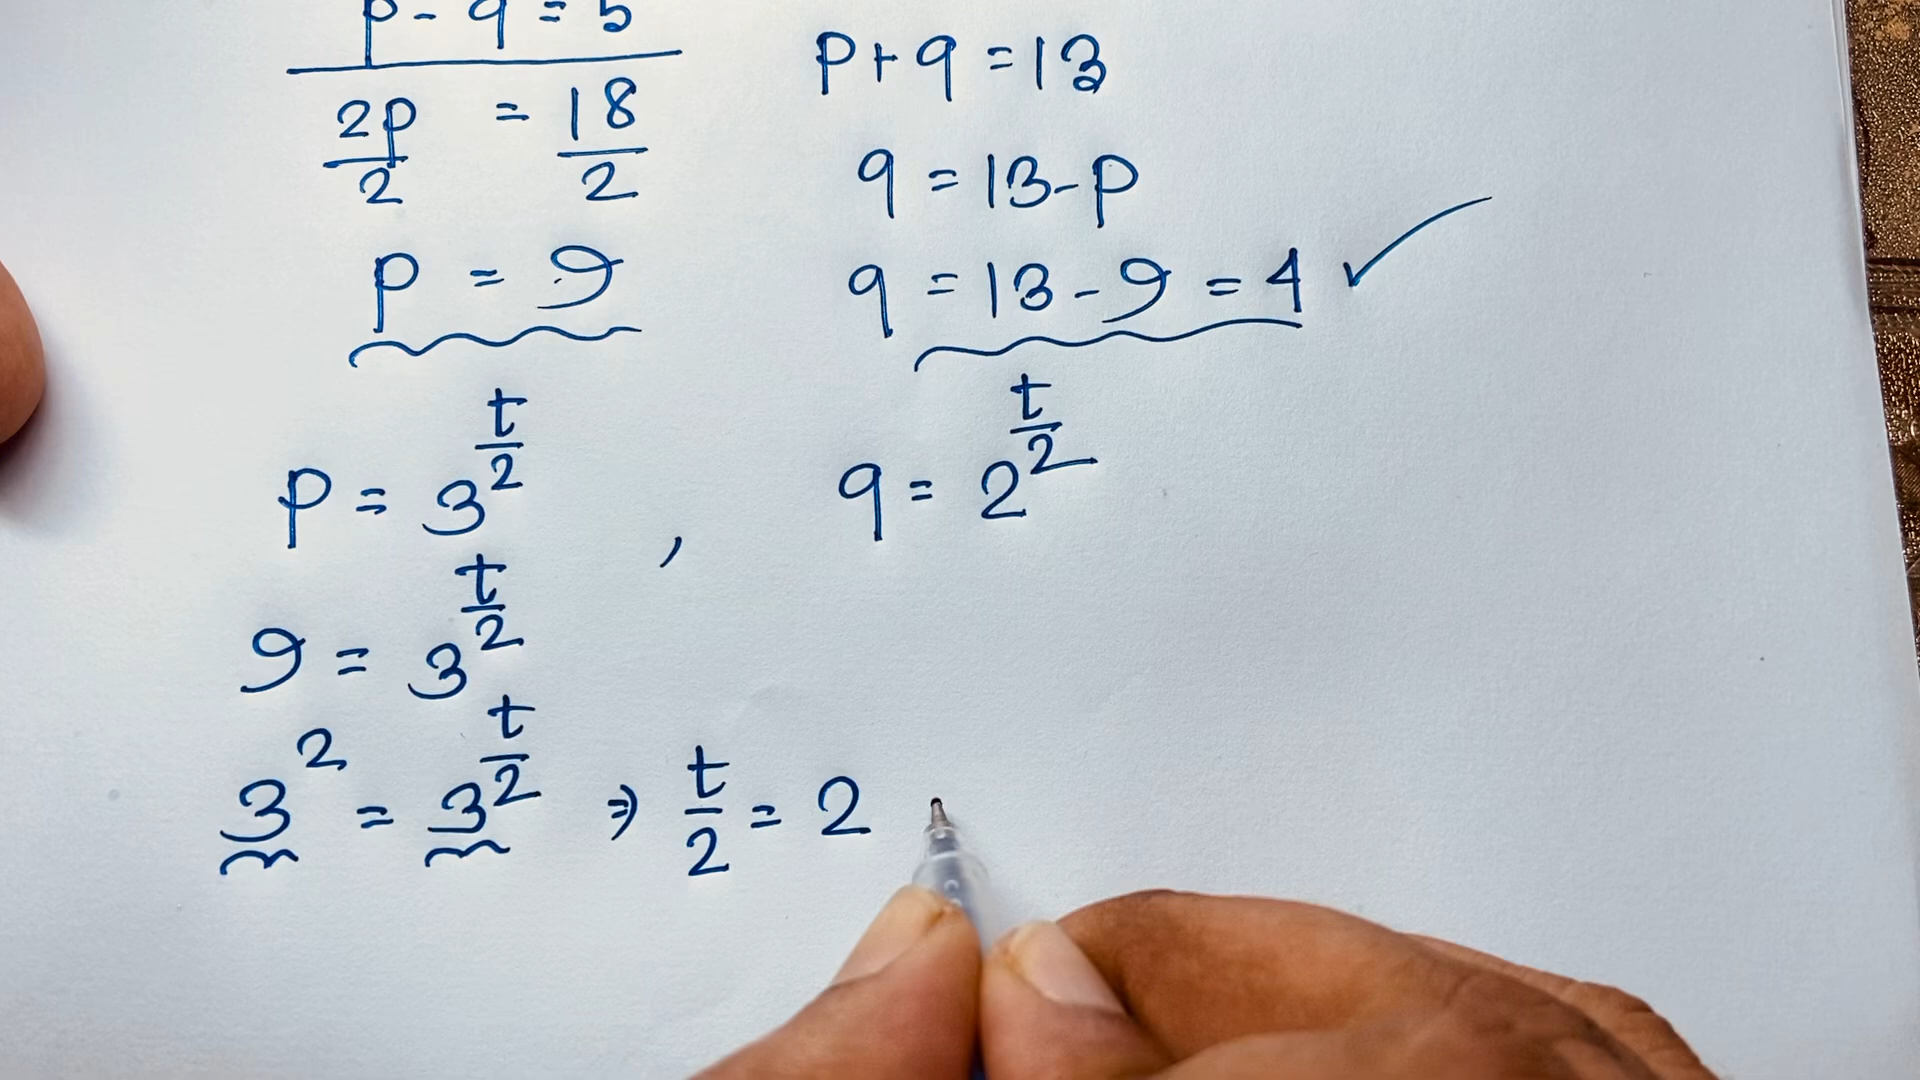 p - q = 5
2p/2 = 18/2
p = 9
p + q = 13
q = 13 - p
q = 13 - 9 = 4 ✓
p = 3^(t/2) , q = 2^(t/2)
9 = 3^(t/2)
3^2 = 3^(t/2) ⇒ t/2 = 2